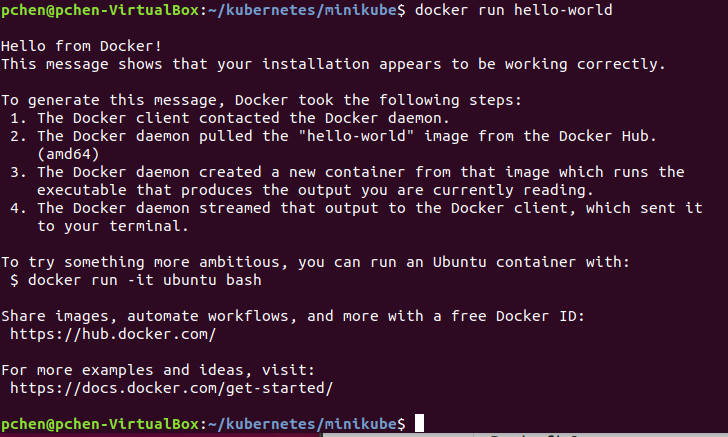 pchen@pchen-VirtualBox:~/kubernetes/minikube$ docker run hello-world
Hello from Docker!
This message shows that your installation appears to be working correctly.
To generate this message, Docker took the following steps:
1. The Docker client contacted the Docker daemon.
2. The Docker daemon pulled the "hello-world" image from the Docker Hub.
(amd64)
3. The Docker daemon created a new container from that image which runs the
executable that produces the output you are currently reading.
4. The Docker daemon streamed that output to the Docker client, which sent it
to your terminal.
To try something more ambitious, you can run an Ubuntu container with:
$ docker run -it ubuntu bash
Share images, automate workflows, and more with a free Docker ID:
https://hub.docker.com/
For more examples and ideas, visit:
https://docs.docker.com/get-started/
pchen@pchen-VirtualBox:~/kubernetes/minikube$